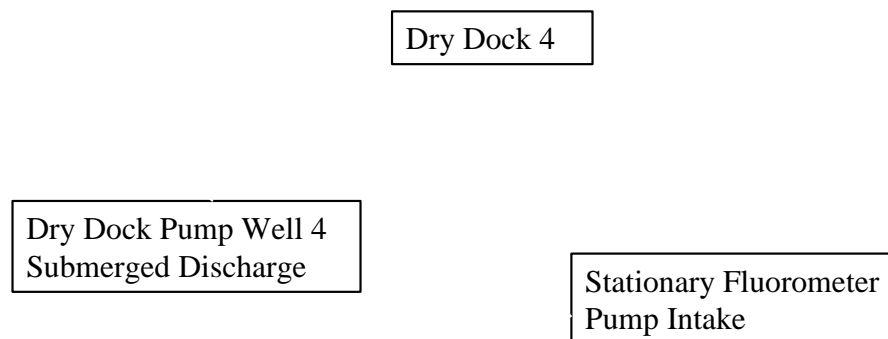 Dry Dock 4
Dry Dock Pump Well 4
Submerged Discharge
Stationary Fluorometer
Pump Intake